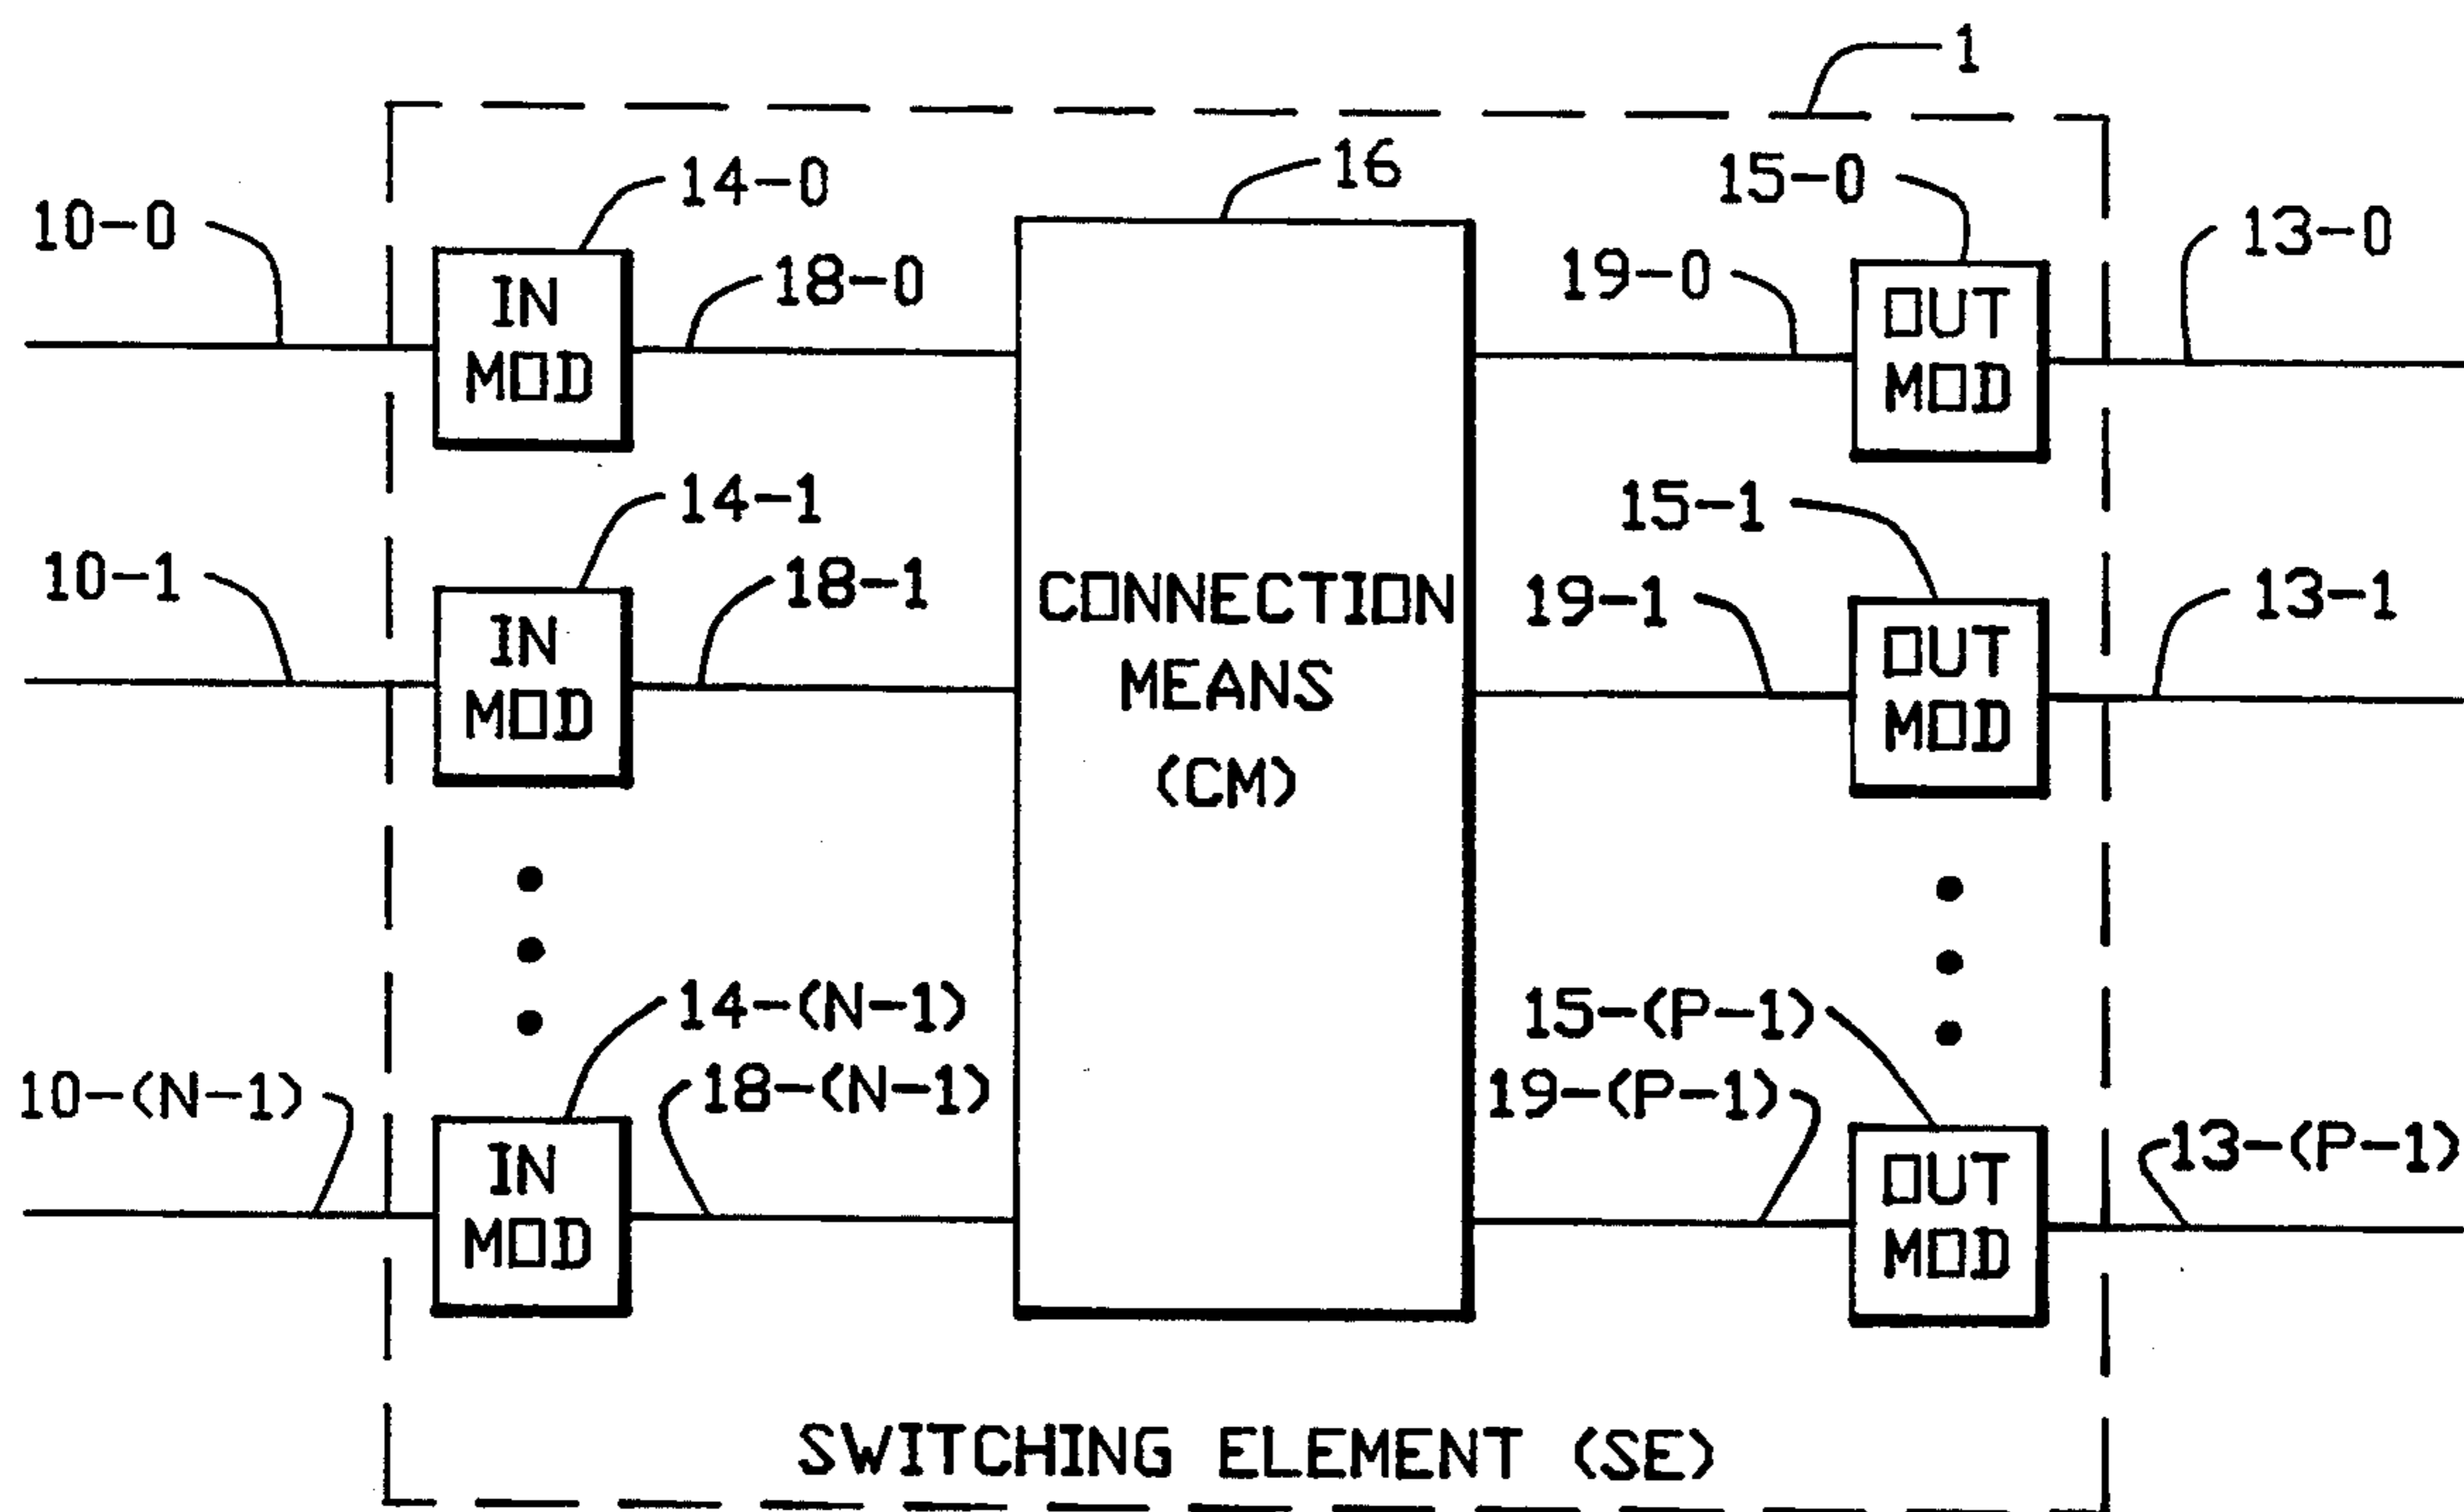 1
16
14-0
15-0
10-0
13-0
18-0
19-0
IN
MOD
OUT
MOD
14-1
15-1
10-1
18-1
19-1
13-1
IN
MOD
OUT
MOD
CONNECTION
MEANS
(CM)
14-(N-1)
15-(P-1)
10-(N-1)
18-(N-1)
19-(P-1)
13-(P-1)
IN
MOD
OUT
MOD
SWITCHING ELEMENT (SE)